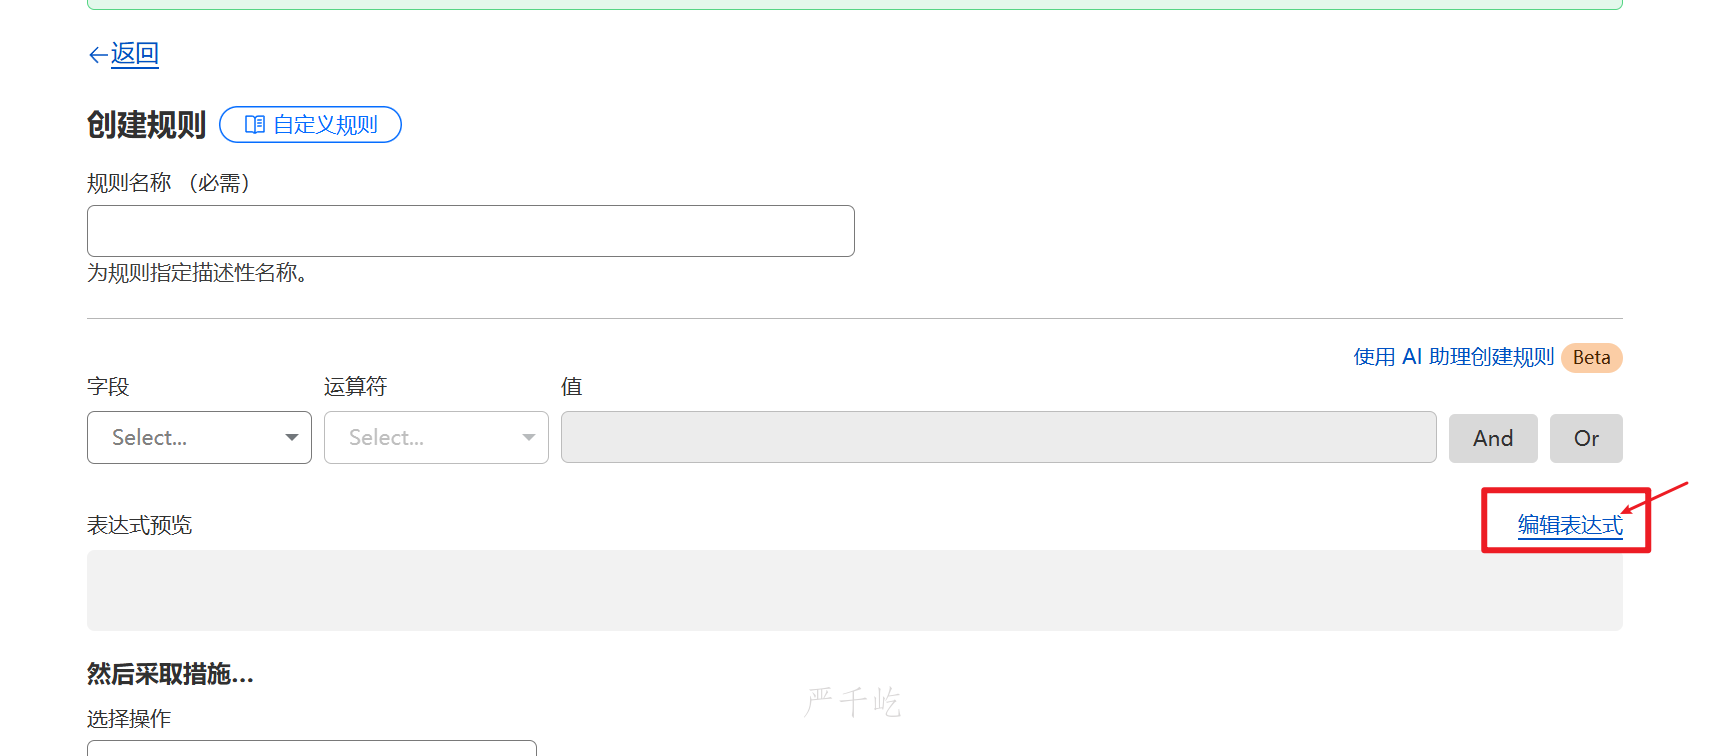 返回
创建规则 自定义规则
规则名称 （必需）
为规则指定描述性名称。
使用 AI 助理创建规则 Beta
字段 运算符 值
Select... Select... And Or
表达式预览 编辑表达式
然后采取措施...
严千屹
选择操作